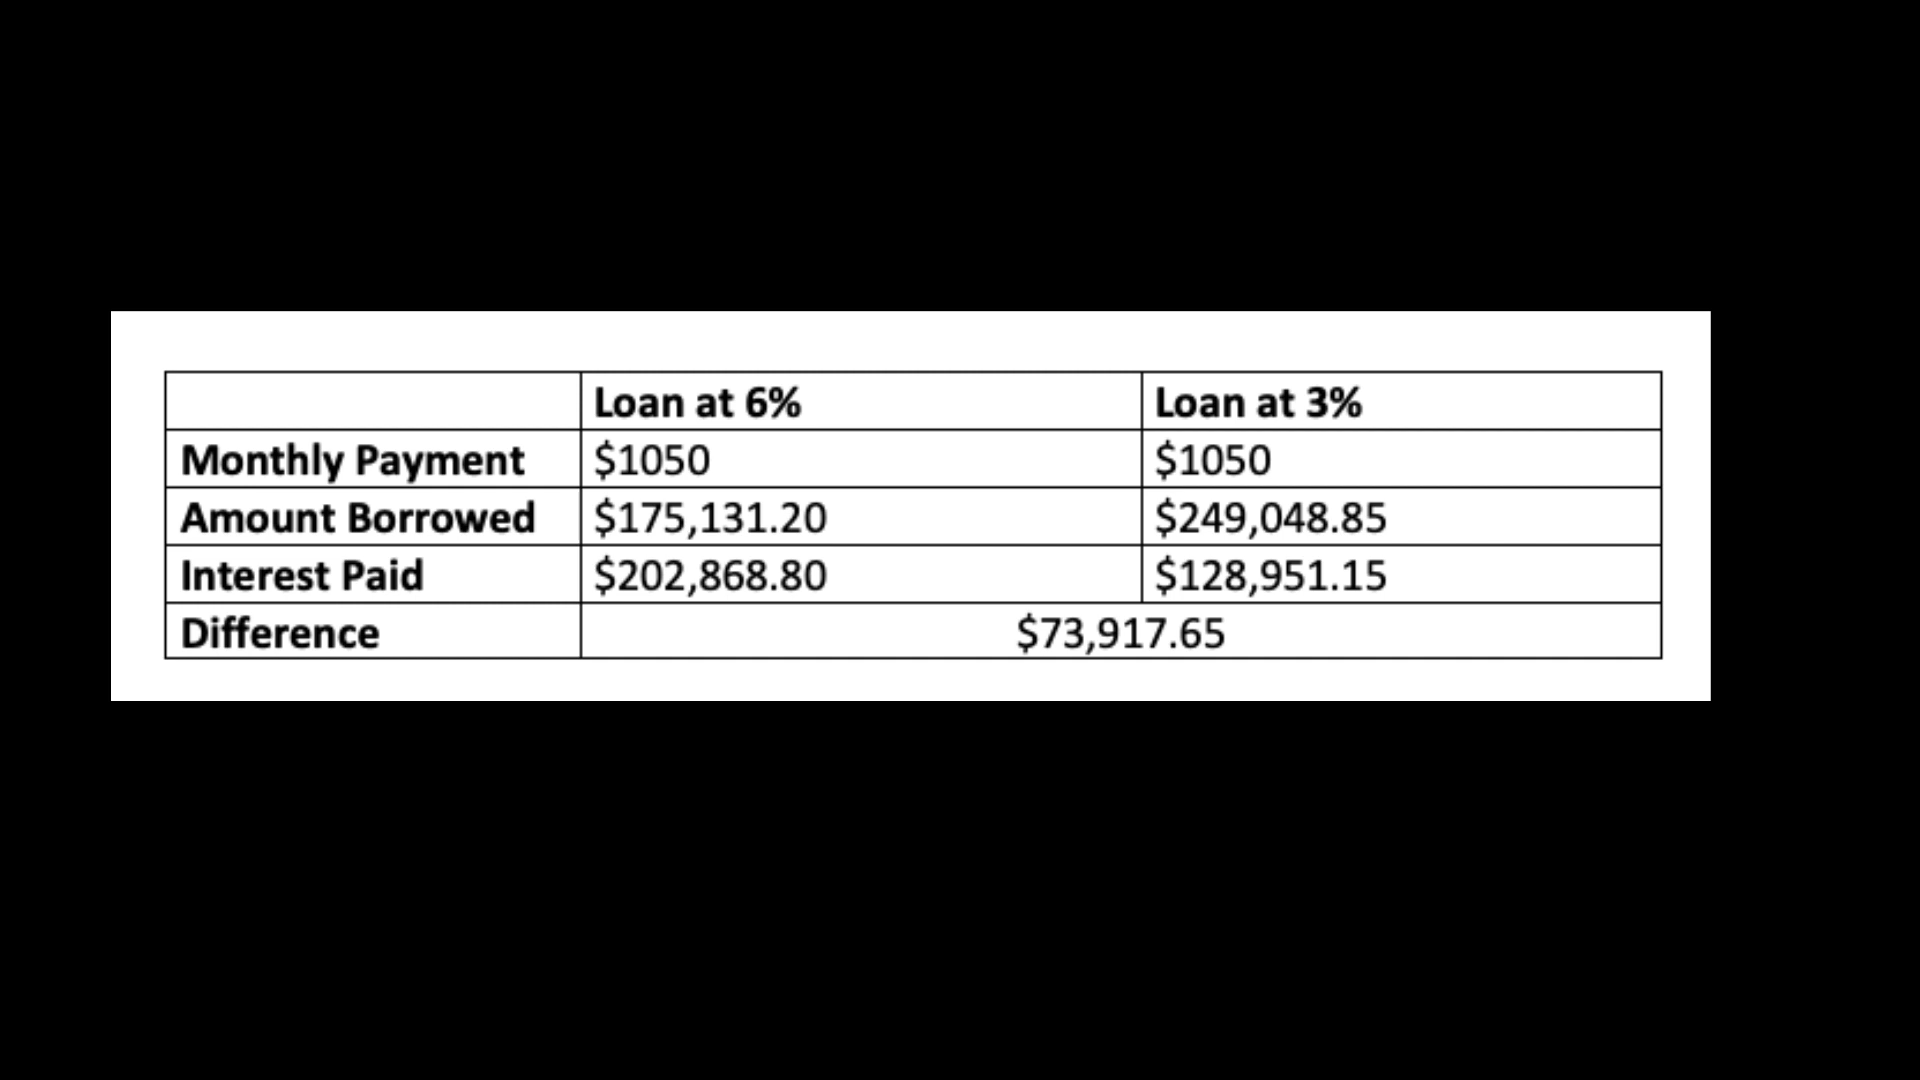 Loan at 6% Loan at 3%
Monthly Payment $1050 $1050
Amount Borrowed $175,131.20 $249,048.85
Interest Paid $202,868.80 $128,951.15
Difference $73,917.65